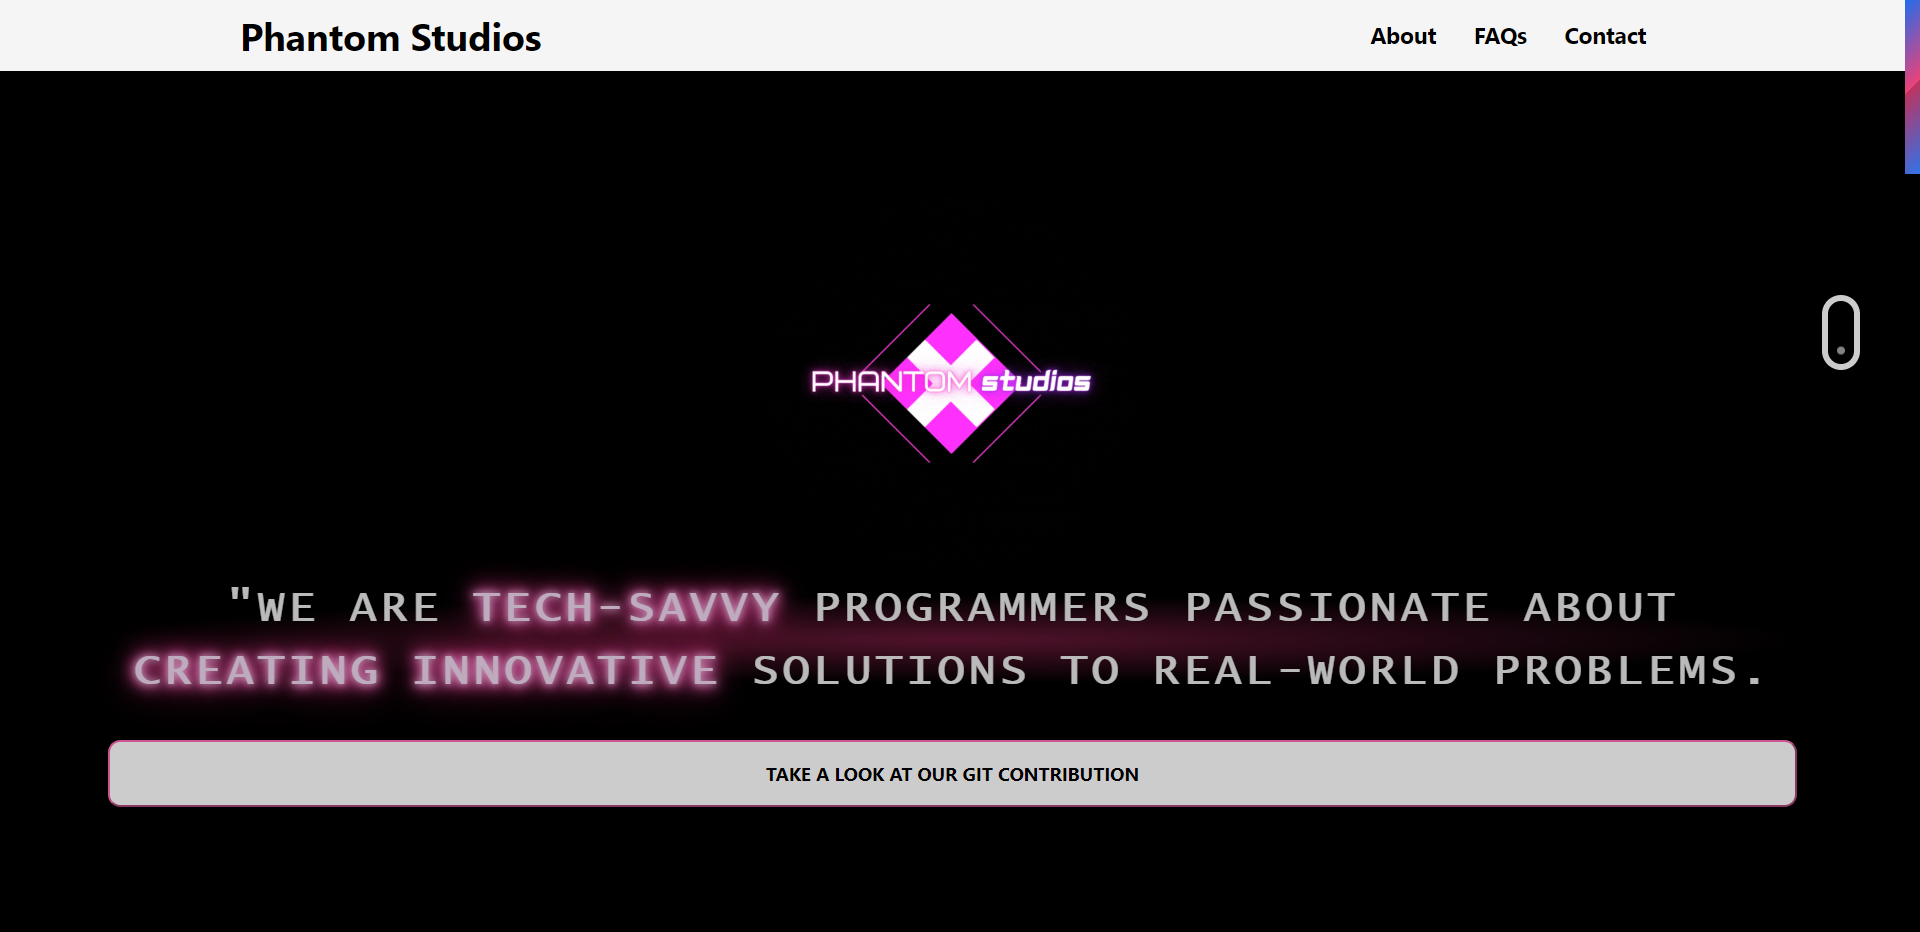 Phantom Studios
About FAQs Contact
PHANTOM studios
"WE ARE TECH-SAVVY PROGRAMMERS PASSIONATE ABOUT
CREATING INNOVATIVE SOLUTIONS TO REAL-WORLD PROBLEMS.
TAKE A LOOK AT OUR GIT CONTRIBUTION